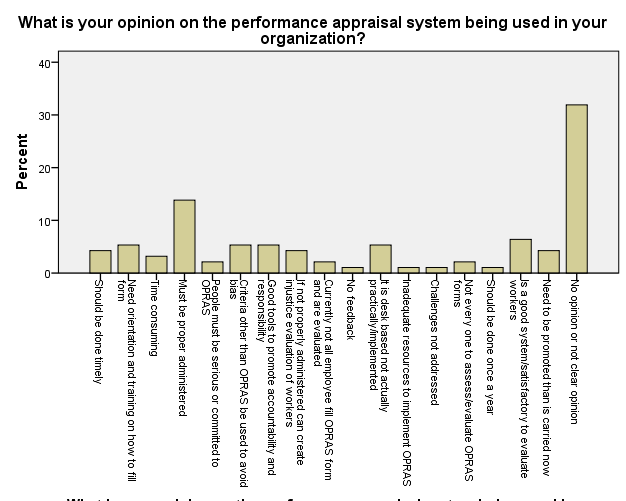 What is your opinion on the performance appraisal system being used in your
organization?
Percent
40
30
20
10
0
Should be done timely
Need orientation and training on how to fill
form
Time consuming
Must be proper administered
People must be serious or committed to
OPRAS
Criteria other than OPRAS be used to avoid
bias
Good tools to promote accountability and
responsibility
If not properly administered can create
injustice evaluation of workers
Currently not all employee fill OPRAS form
and are evaluated
No feedback
It is desk based not actually
practically/implemented
Inadequate resources to implement OPRAS
Challenges not addressed
Not every one to assess/evaluate OPRAS
forms
Should be done once a year
Is a good system/satisfactory to evaluate
workers
Need to be promoted than is carried how
No opinion or not clear opinion